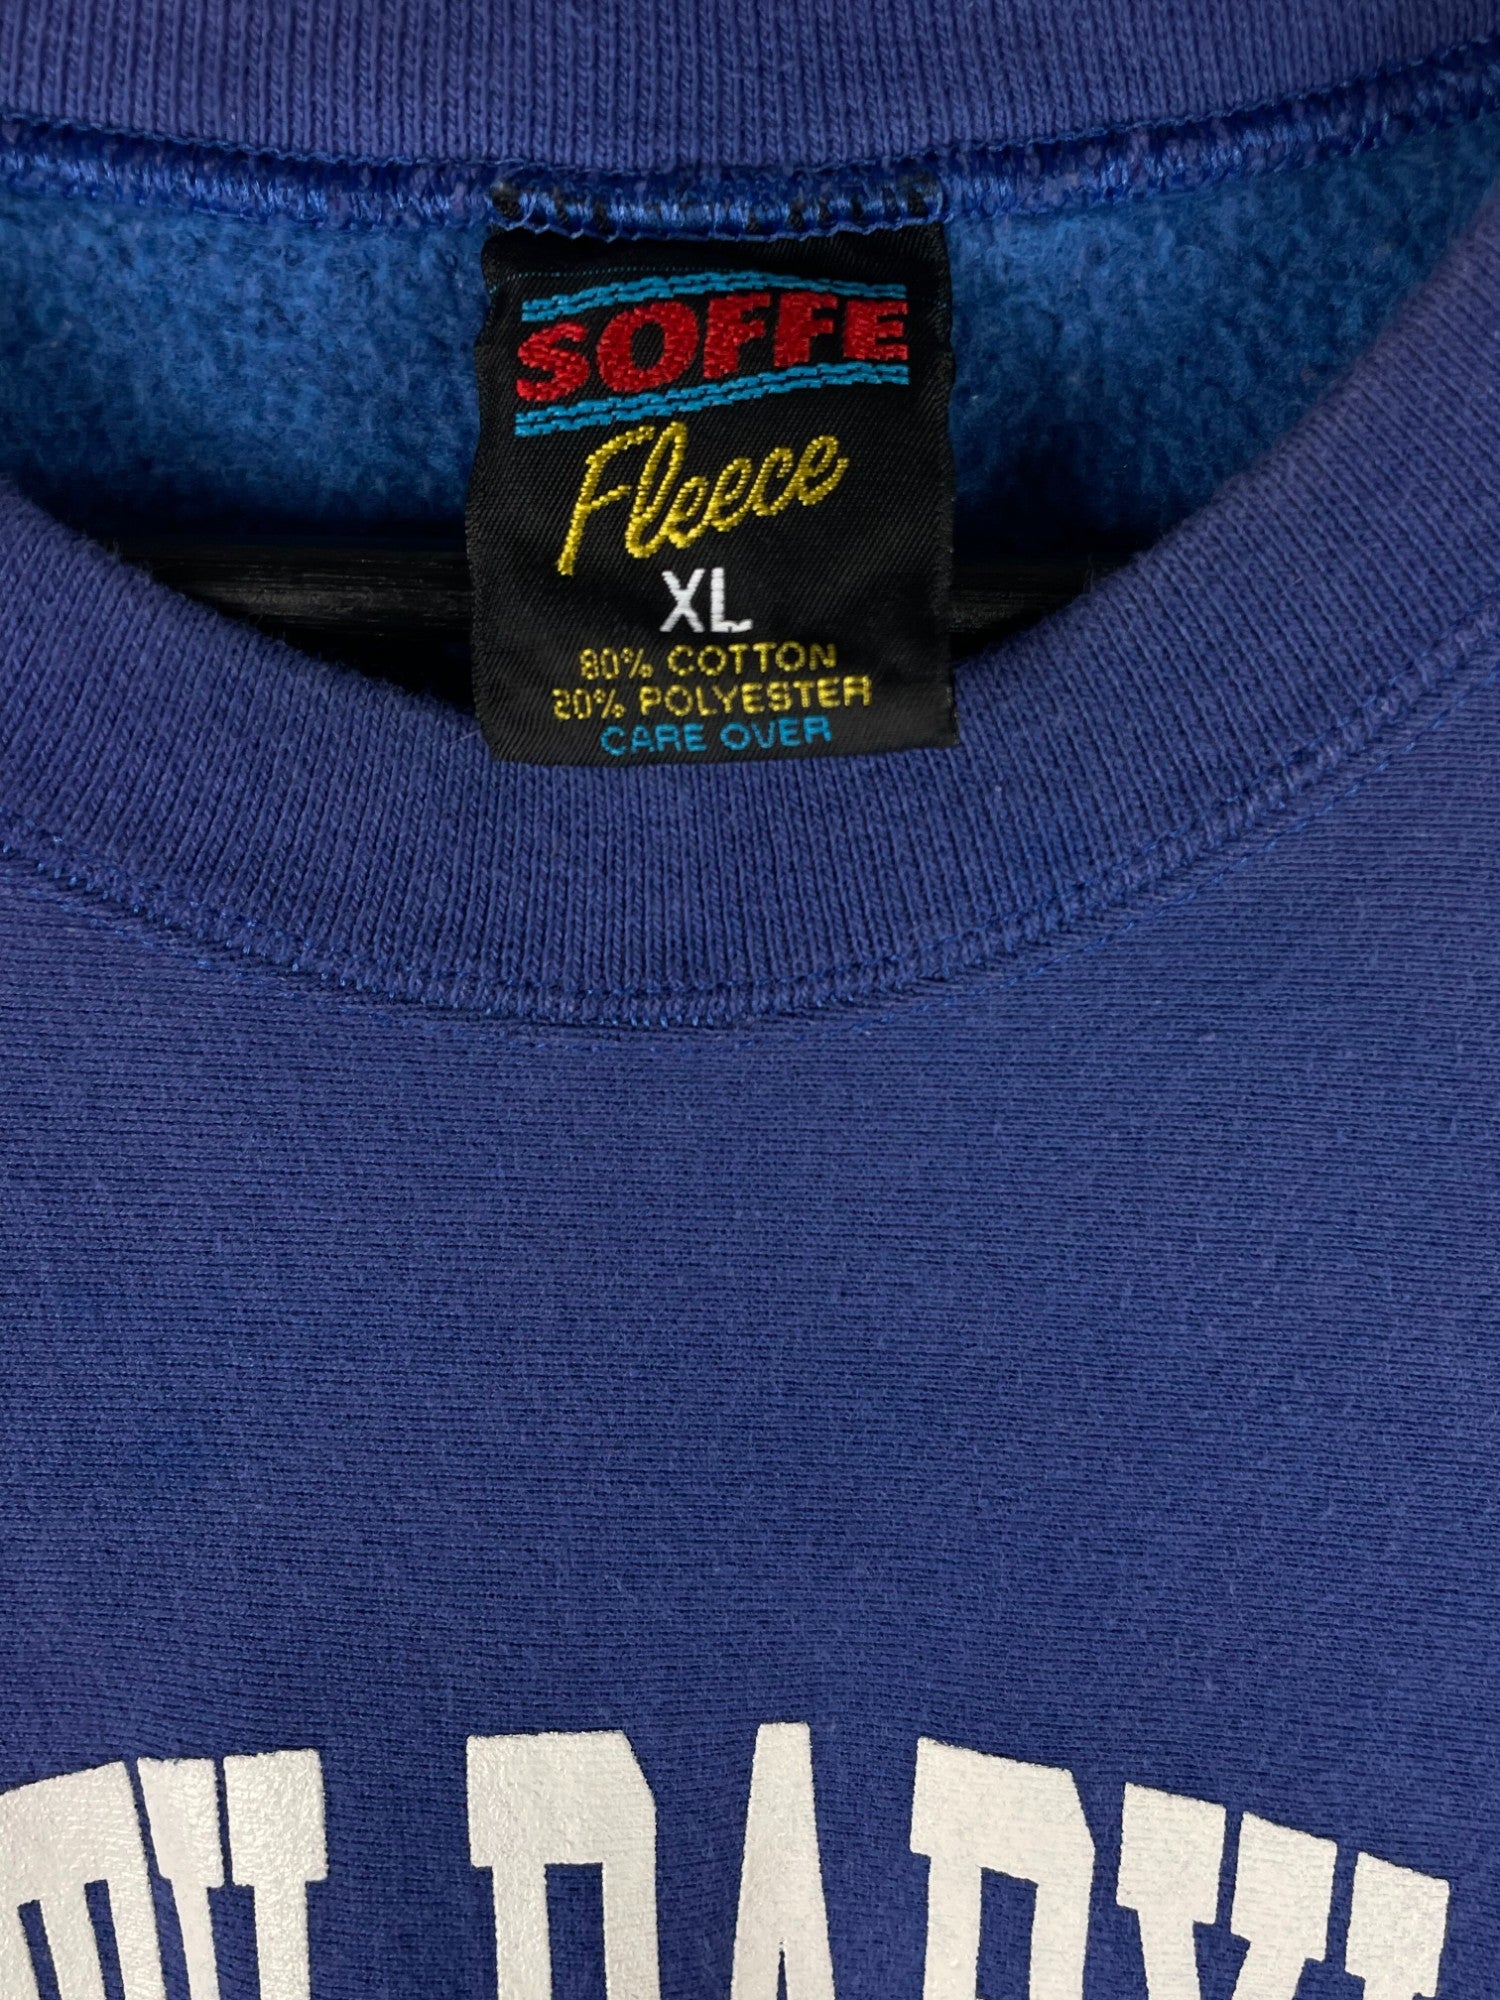 SOFFE
Fleece
XL
80% COTTON
20% POLYESTER
CARE OVER